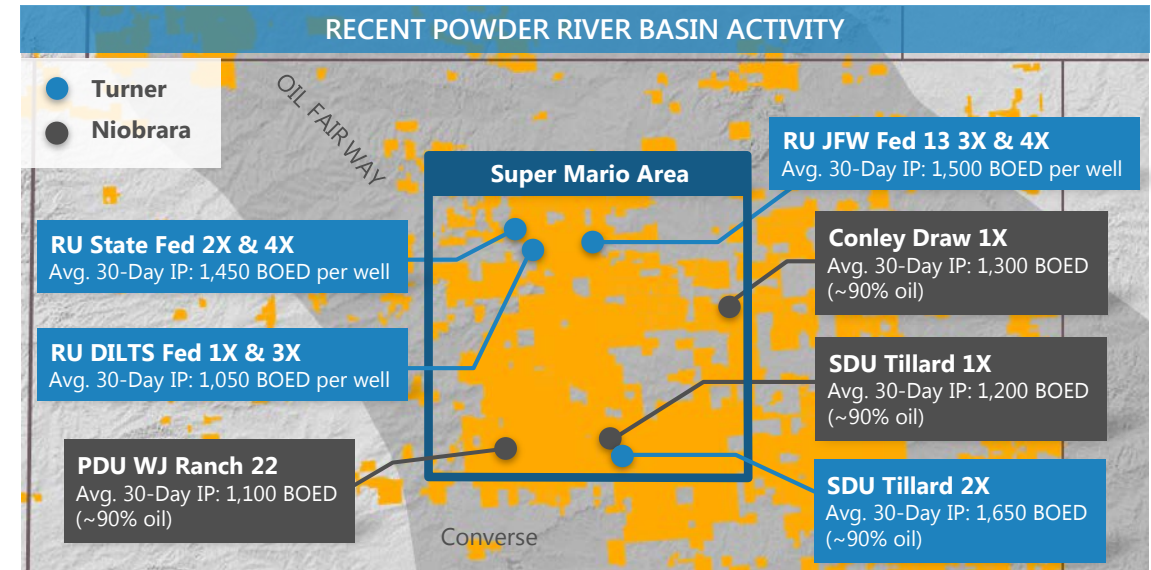 RECENT POWDER RIVER BASIN ACTIVITY
Turner
Niobrara
OIL FAIRWAY
Super Mario Area
RU JFW Fed 13 3X & 4X
Avg. 30-Day IP: 1,500 BOED per well
RU State Fed 2X & 4X
Avg. 30-Day IP: 1,450 BOED per well
Conley Draw 1X
Avg. 30-Day IP: 1,300 BOED
(~90% oil)
RU DILTS Fed 1X & 3X
Avg. 30-Day IP: 1,050 BOED per well
SDU Tillard 1X
Avg. 30-Day IP: 1,200 BOED
(~90% oil)
PDU WJ Ranch 22
Avg. 30-Day IP: 1,100 BOED
(~90% oil)
SDU Tillard 2X
Avg. 30-Day IP: 1,650 BOED
(~90% oil)
Converse